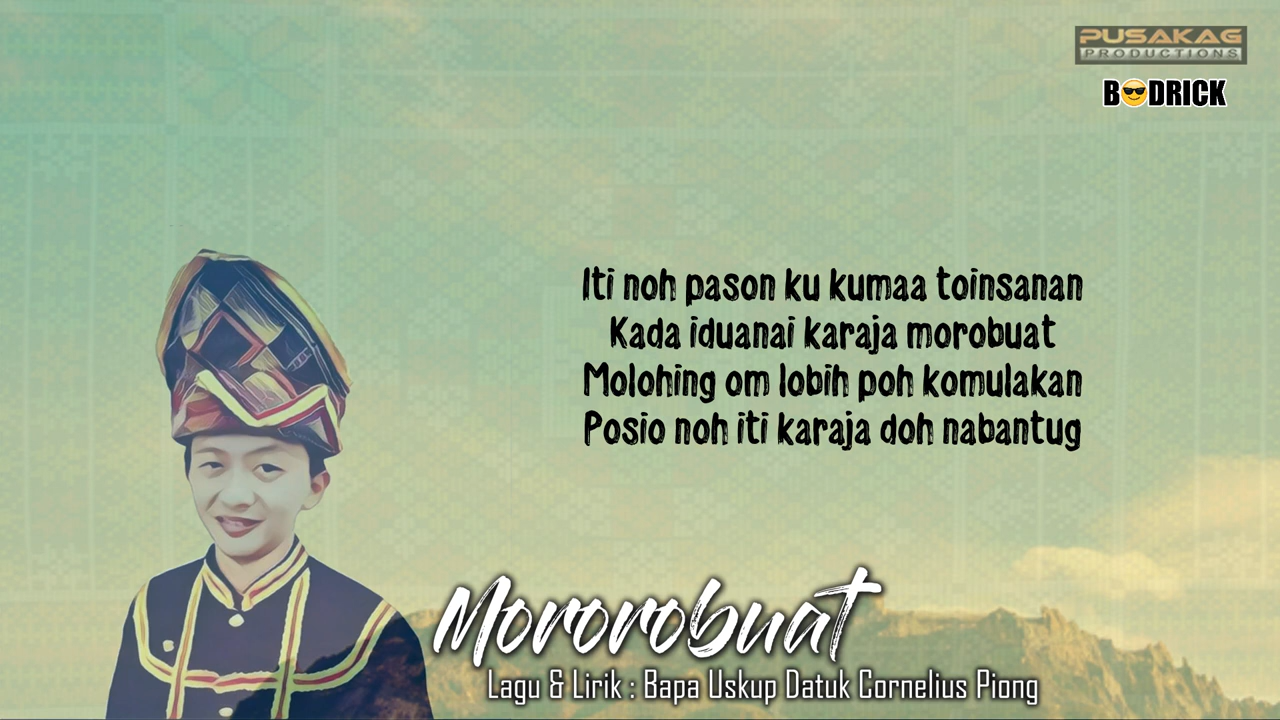 PUSAKAG
PRODUCTIONS
B😎DRICK
Iti noh pason ku kumaa toinsanan
Kada iduanai karaja morobuat
Molohing om lobih poh komulakan
Posio noh iti karaja doh nabantug
Mororobuat
Lagu & Lirik : Bapa Uskup Datuk Cornelius Piong